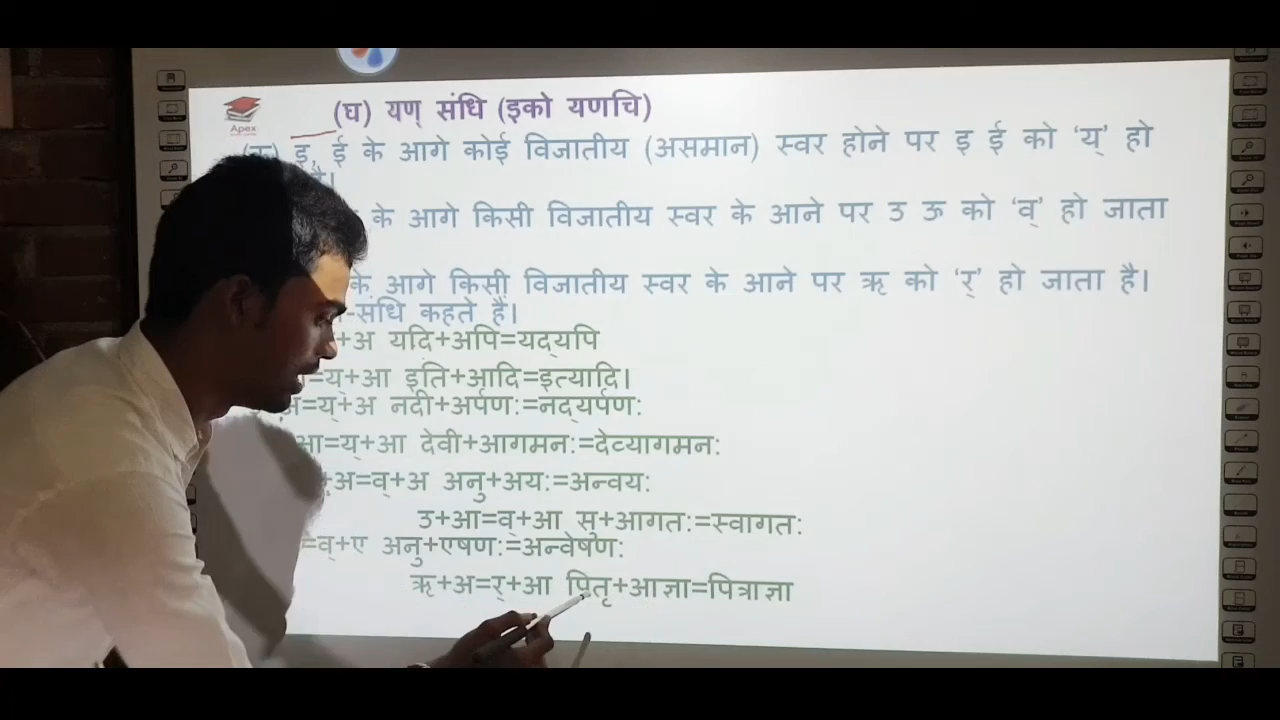 Apex
(घ) यण् संधि (इको यणचि)
इ, ई के आगे कोई विजातीय (असमान) स्वर होने पर इ ई को ‘य्’ हो
है।
के आगे किसी विजातीय स्वर के आने पर उ ऊ को ‘व्’ हो जाता
के आगे किसी विजातीय स्वर के आने पर ऋ को ‘र्’ हो जाता है।
-संधि कहते हैं।
+अ यदि+अपि=यद्यपि
=य्+आ इति+आदि=इत्यादि।
अ=य्+अ नदी+अर्पण:=नद्यर्पण:
आ=य्+आ देवी+आगमन:=देव्यागमन:
+अ=व्+अ अनु+अय:=अन्वय:
उ+आ=व्+आ सु+आगत:=स्वागत:
=व्+ए अनु+एषण:=अन्वेषण:
ऋ+अ=र्+आ पितृ+आज्ञा=पित्राज्ञा